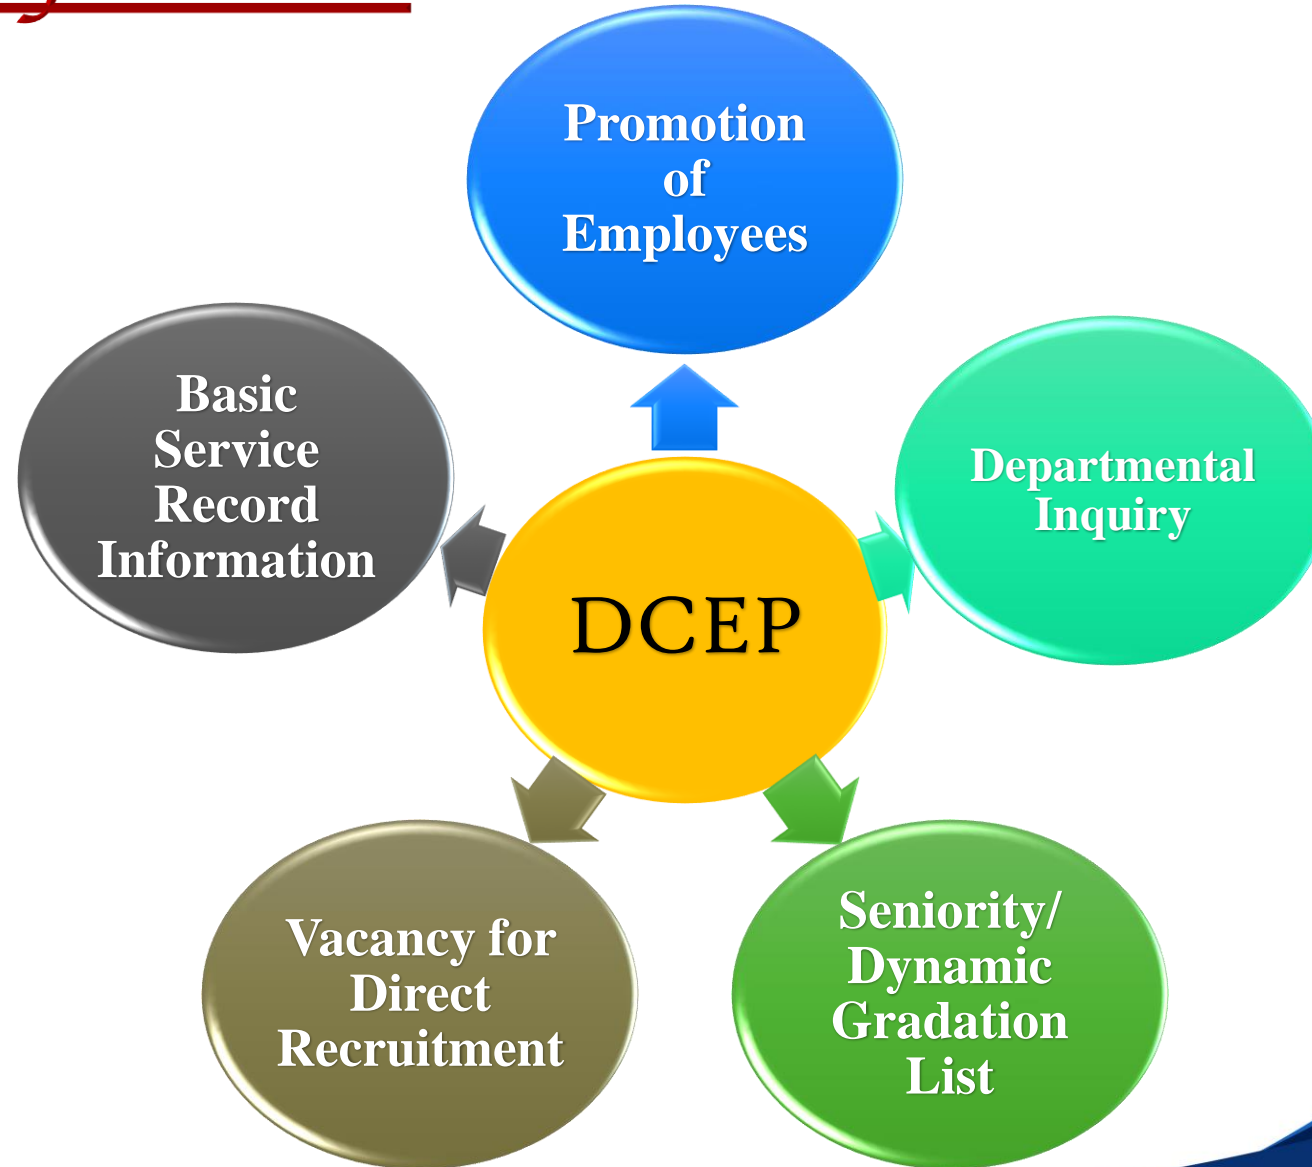 Promotion
of
Employees
Basic
Service
Record
Information
Departmental
Inquiry
DCEP
Vacancy for
Direct
Recruitment
Seniority/
Dynamic
Gradation
List